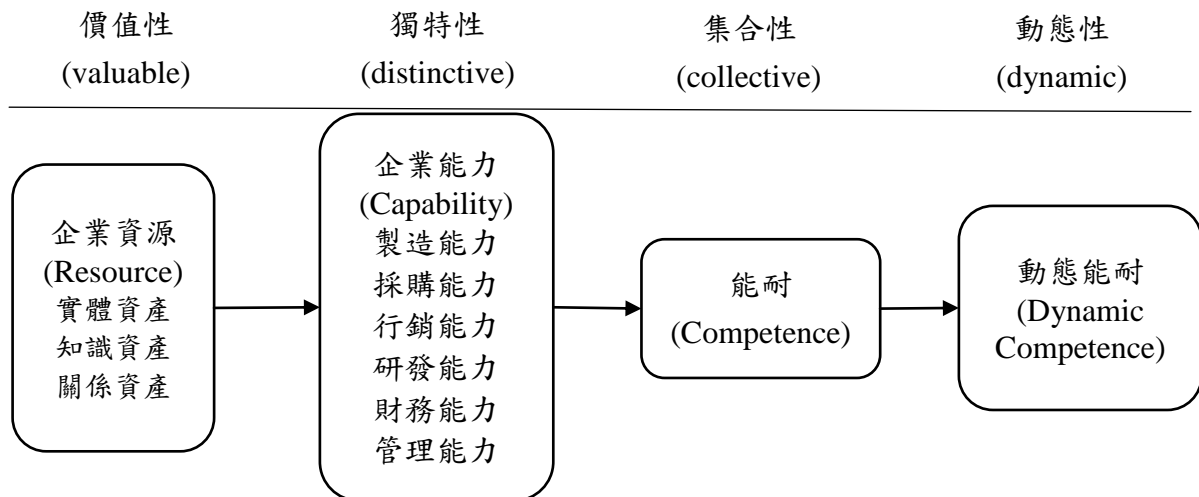 價值性
(valuable)
獨特性
(distinctive)
集合性
(collective)
動態性
(dynamic)
企業資源
(Resource)
實體資產
知識資產
關係資產
企業能力
(Capability)
製造能力
採購能力
行銷能力
研發能力
財務能力
管理能力
能耐
(Competence)
動態能耐
(Dynamic
Competence)